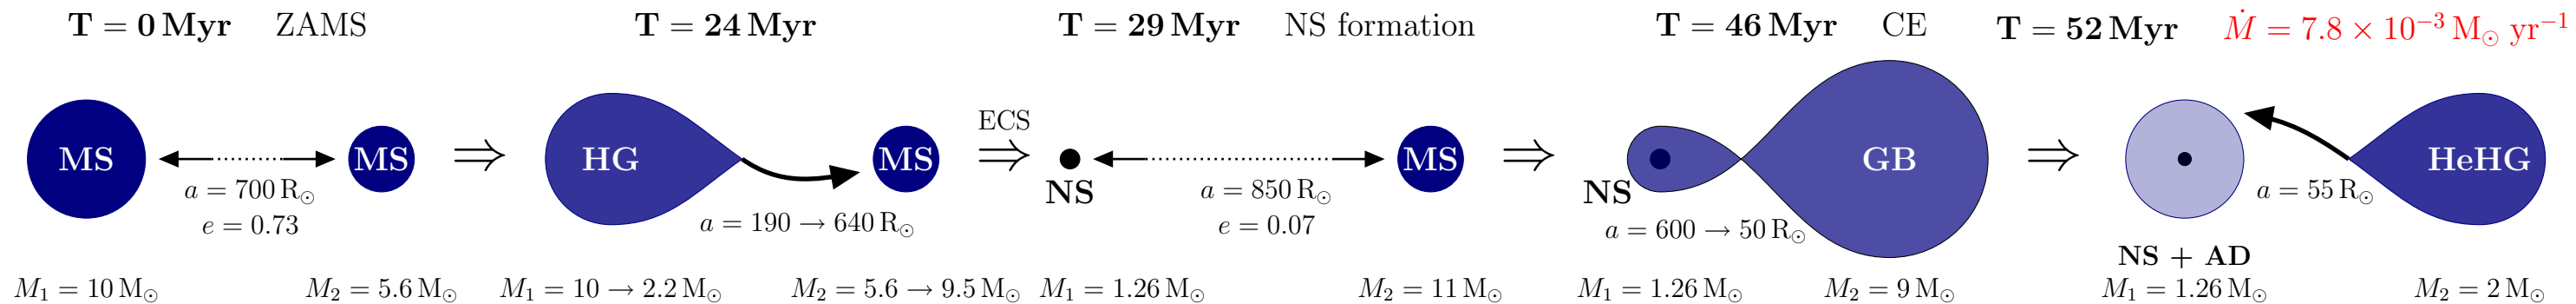 T = 0 Myr ZAMS
T = 24 Myr
T = 29 Myr NS formation
T = 46 Myr CE
T = 52 Myr Ṁ = 7.8 × 10⁻³ M⊙ yr⁻¹
MS
MS
a = 700 R⊙
e = 0.73
M₁ = 10 M⊙
M₂ = 5.6 M⊙
⇒
HG
MS
a = 190 → 640 R⊙
M₁ = 10 → 2.2 M⊙
M₂ = 5.6 → 9.5 M⊙
ECS
⇒
NS
MS
a = 850 R⊙
e = 0.07
M₁ = 1.26 M⊙
M₂ = 11 M⊙
⇒
NS
GB
a = 600 → 50 R⊙
M₁ = 1.26 M⊙
M₂ = 9 M⊙
⇒
HeHG
a = 55 R⊙
NS + AD
M₁ = 1.26 M⊙
M₂ = 2 M⊙